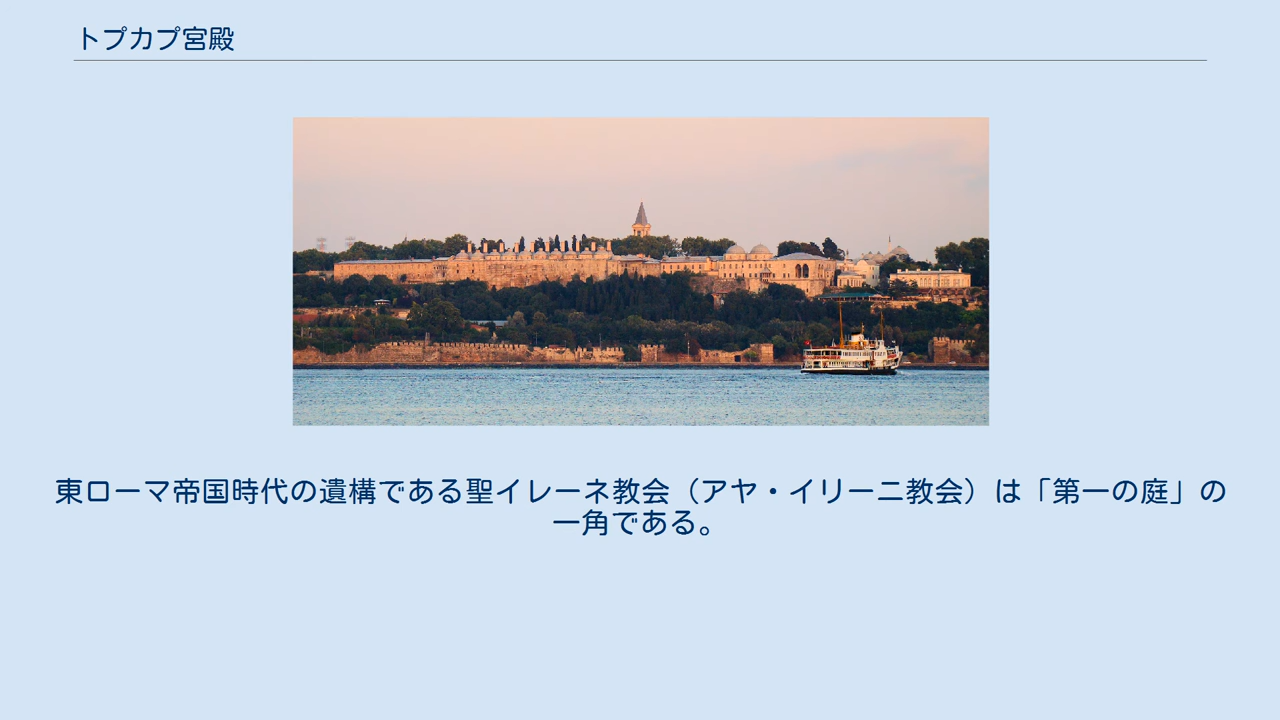 トプカプ宮殿
東ローマ帝国時代の遺構である聖イレーネ教会（アヤ・イリーニ教会）は「第一の庭」の
一角である。